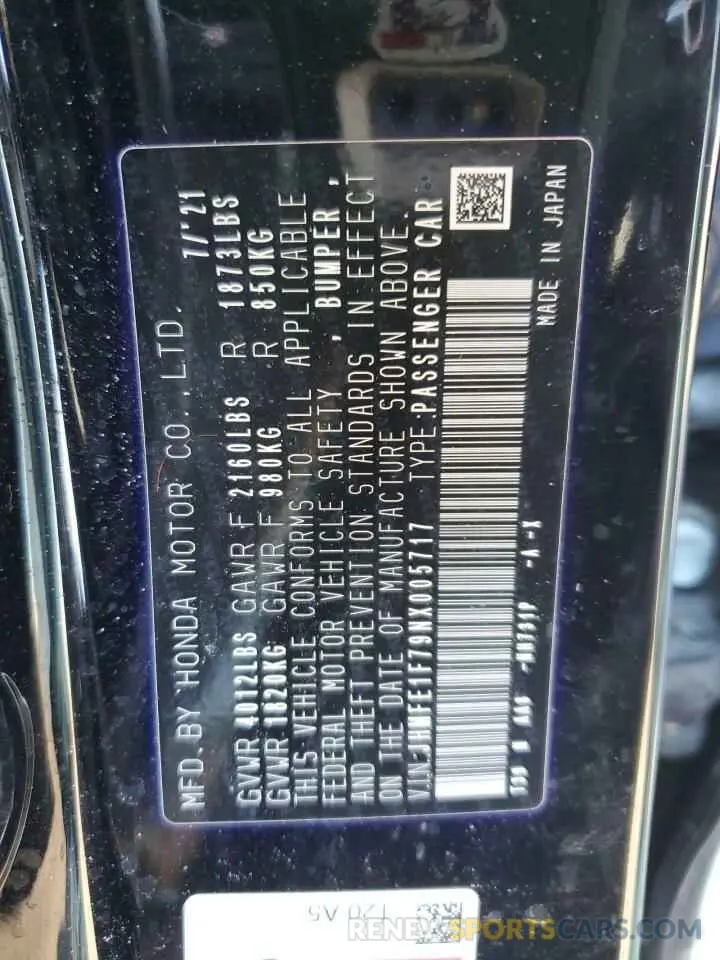 MFD. BY HONDA MOTOR CO., LTD. 7/'21
GVWR 4012LBS GAWR F 2160LBS R 1873LBS
GVWR 1820KG GAWR F 980KG R 850KG
THIS VEHICLE CONFORMS TO ALL APPLICABLE
FEDERAL MOTOR VEHICLE SAFETY , BUMPER ,
AND THEFT PREVENTION STANDARDS IN EFFECT
ON THE DATE OF MANUFACTURE SHOWN ABOVE.
V.I.N. JHMFE1F79NX005717 TYPE PASSENGER CAR
-A -X
MADE IN JAPAN
T20 A5
RENEWSPORTSCARS.COM